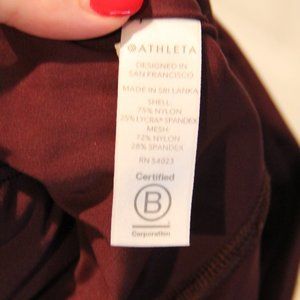 @ATHLETA
DESIGNED IN
SAN FRANCISCO
MADE IN SRI LANKA
SHELL:
75% NYLON
25% LYCRA® SPANDEX
MESH:
72% NYLON
28% SPANDEX
RN 54023
Certified
B
Corporation